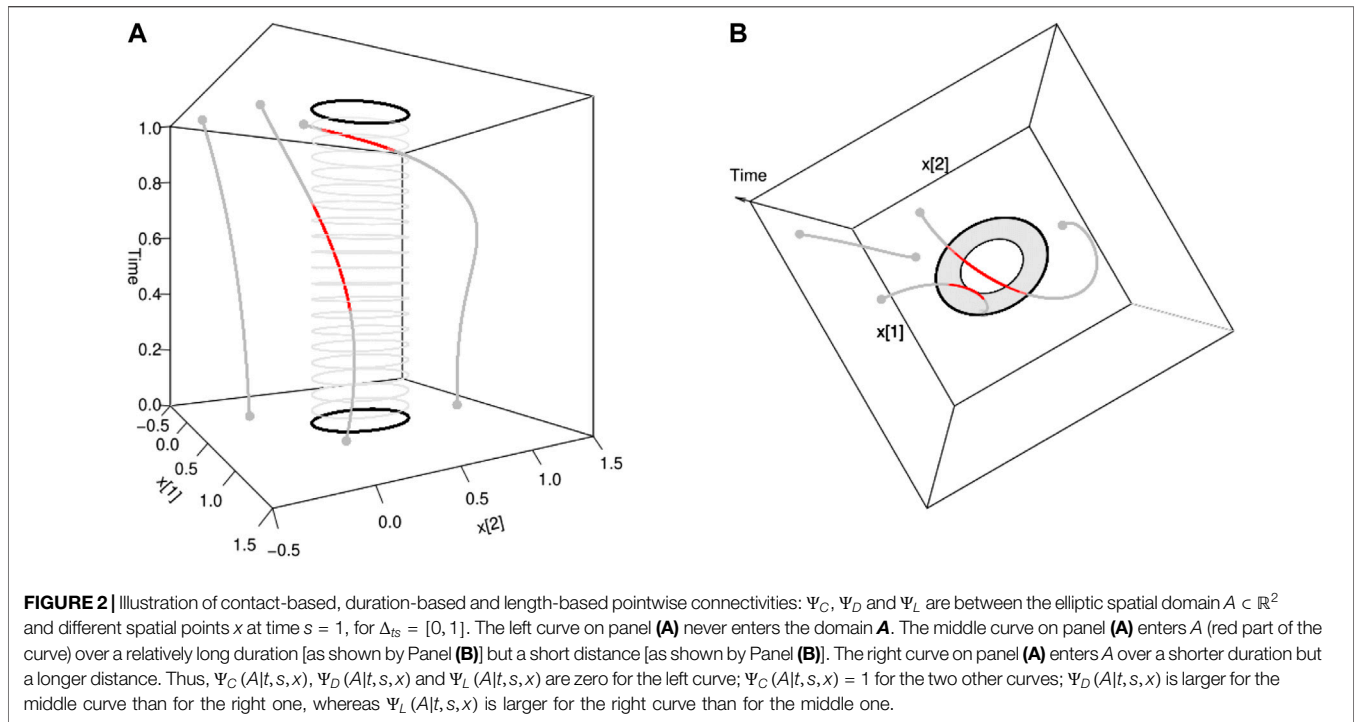 A
1.0
0.8
0.6
0.4
0.2
0.0
Time
−0.5
0.0
0.5
1.0
1.5
x[1]
−0.5
0.0
0.5
1.0
1.5
x[2]
B
Time
x[2]
x[1]
FIGURE 2 | Illustration of contact-based, duration-based and length-based pointwise connectivities: Ψ_C, Ψ_D and Ψ_L are between the elliptic spatial domain A ⊂ ℝ²
and different spatial points x at time s = 1, for Δ_ts = [0, 1]. The left curve on panel (A) never enters the domain A. The middle curve on panel (A) enters A (red part of the
curve) over a relatively long duration [as shown by Panel (B)] but a short distance [as shown by Panel (B)]. The right curve on panel (A) enters A over a shorter duration but
a longer distance. Thus, Ψ_C (A|t, s, x), Ψ_D (A|t, s, x) and Ψ_L (A|t, s, x) are zero for the left curve; Ψ_C (A|t, s, x) = 1 for the two other curves; Ψ_D (A|t, s, x) is larger for the
middle curve than for the right one, whereas Ψ_L (A|t, s, x) is larger for the right curve than for the middle one.